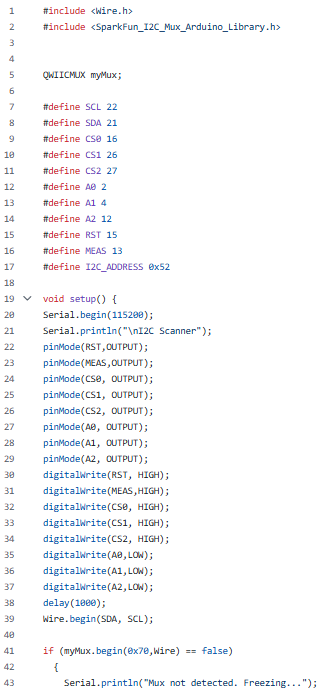 1 #include <Wire.h>
2 #include <SparkFun_I2C_Mux_Arduino_Library.h>
3
4
5 QWIICMUX myMux;
6
7 #define SCL 22
8 #define SDA 21
9 #define CS0 16
10 #define CS1 26
11 #define CS2 27
12 #define A0 2
13 #define A1 4
14 #define A2 12
15 #define RST 15
16 #define MEAS 13
17 #define I2C_ADDRESS 0x52
18
19 void setup() {
20 Serial.begin(115200);
21 Serial.println("\nI2C Scanner");
22 pinMode(RST,OUTPUT);
23 pinMode(MEAS,OUTPUT);
24 pinMode(CS0, OUTPUT);
25 pinMode(CS1, OUTPUT);
26 pinMode(CS2, OUTPUT);
27 pinMode(A0, OUTPUT);
28 pinMode(A1, OUTPUT);
29 pinMode(A2, OUTPUT);
30 digitalWrite(RST, HIGH);
31 digitalWrite(MEAS,HIGH);
32 digitalWrite(CS0, HIGH);
33 digitalWrite(CS1, HIGH);
34 digitalWrite(CS2, HIGH);
35 digitalWrite(A0,LOW);
36 digitalWrite(A1,LOW);
37 digitalWrite(A2,LOW);
38 delay(1000);
39 Wire.begin(SDA, SCL);
40
41 if (myMux.begin(0x70,Wire) == false)
42 {
43 Serial.println("Mux not detected. Freezing...");